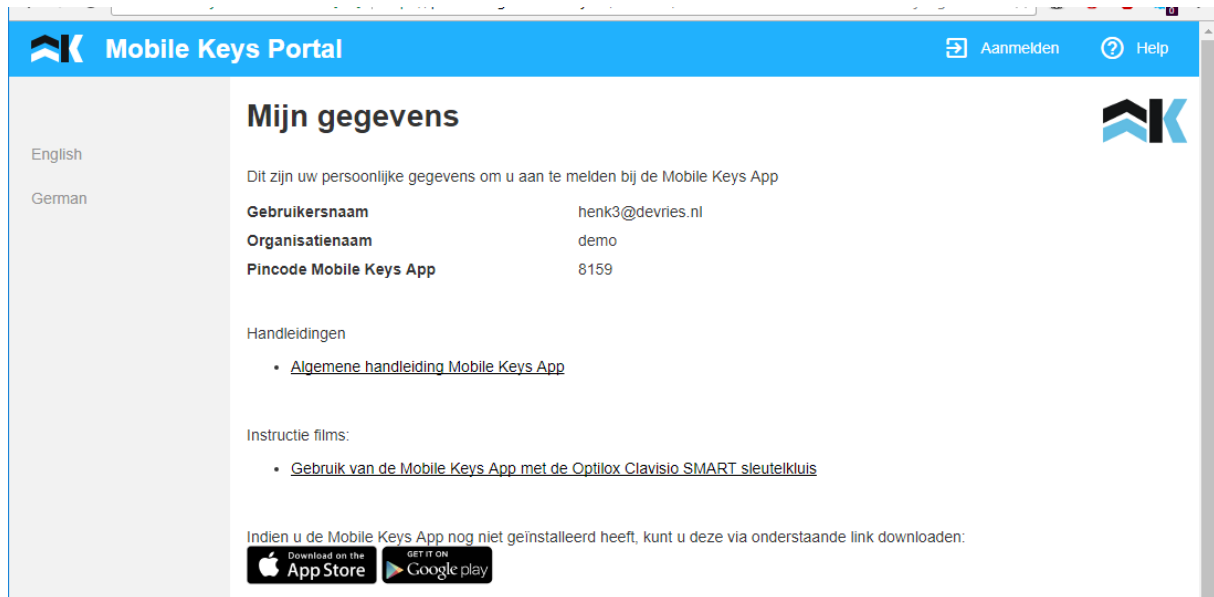 Mobile Keys Portal
Aanmelden
Help
English
German
Mijn gegevens
Dit zijn uw persoonlijke gegevens om u aan te melden bij de Mobile Keys App
Gebruikersnaam henk3@devries.nl
Organisatienaam demo
Pincode Mobile Keys App 8159
Handleidingen
• Algemene handleiding Mobile Keys App
Instructie films:
• Gebruik van de Mobile Keys App met de Optilox Clavisio SMART sleutelkluis
Indien u de Mobile Keys App nog niet geïnstalleerd heeft, kunt u deze via onderstaande link downloaden:
Download on the
App Store
GET IT ON
Google play